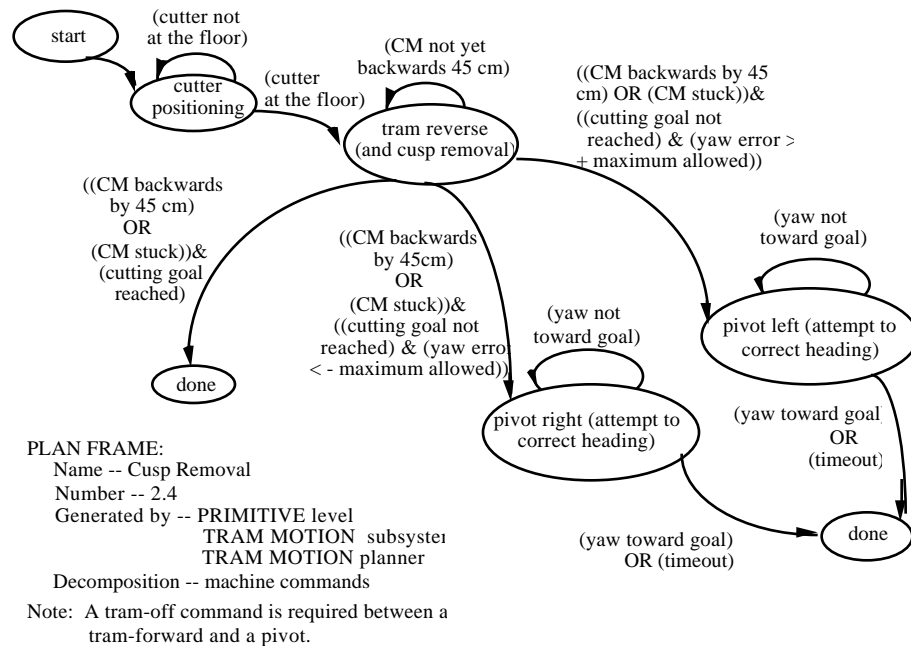 start
(cutter not
at the floor)
cutter
positioning
(cutter
at the floor)
(CM not yet
backwards 45 cm)
tram reverse
(and cusp removal)
((CM backwards by 45
cm) OR (CM stuck))&
((cutting goal not
reached) & (yaw error >
+ maximum allowed))
((CM backwards
by 45 cm)
OR
(CM stuck))&
(cutting goal
reached)
done
((CM backwards
by 45cm)
OR
(CM stuck))&
((cutting goal not
reached) & (yaw error
< - maximum allowed))
(yaw not
toward goal)
pivot left (attempt to
correct heading)
(yaw not
toward goal)
pivot right (attempt to
correct heading)
(yaw toward goal)
OR
(timeout)
(yaw toward goal)
OR (timeout)
done
PLAN FRAME:
Name -- Cusp Removal
Number -- 2.4
Generated by -- PRIMITIVE level
TRAM MOTION subsyster
TRAM MOTION planner
Decomposition -- machine commands
Note: A tram-off command is required between a
tram-forward and a pivot.